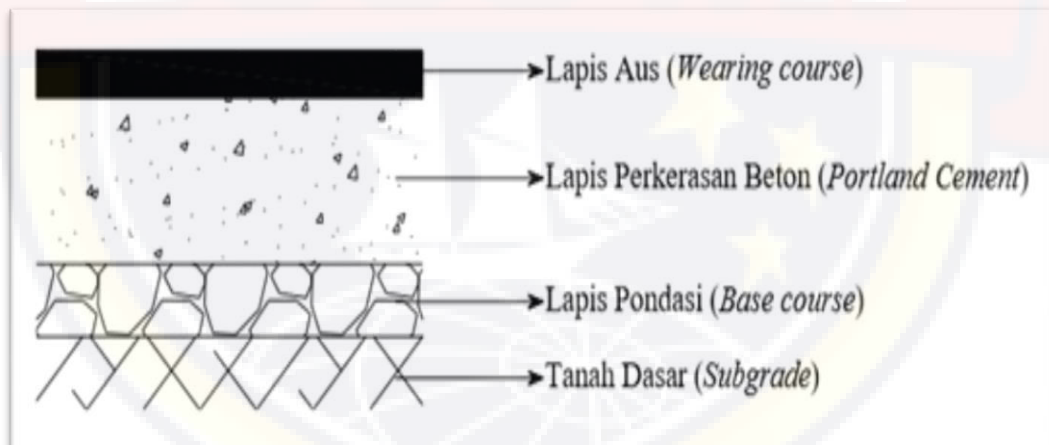 Lapis Aus (Wearing course)
Lapis Perkerasan Beton (Portland Cement)
Lapis Pondasi (Base course)
Tanah Dasar (Subgrade)